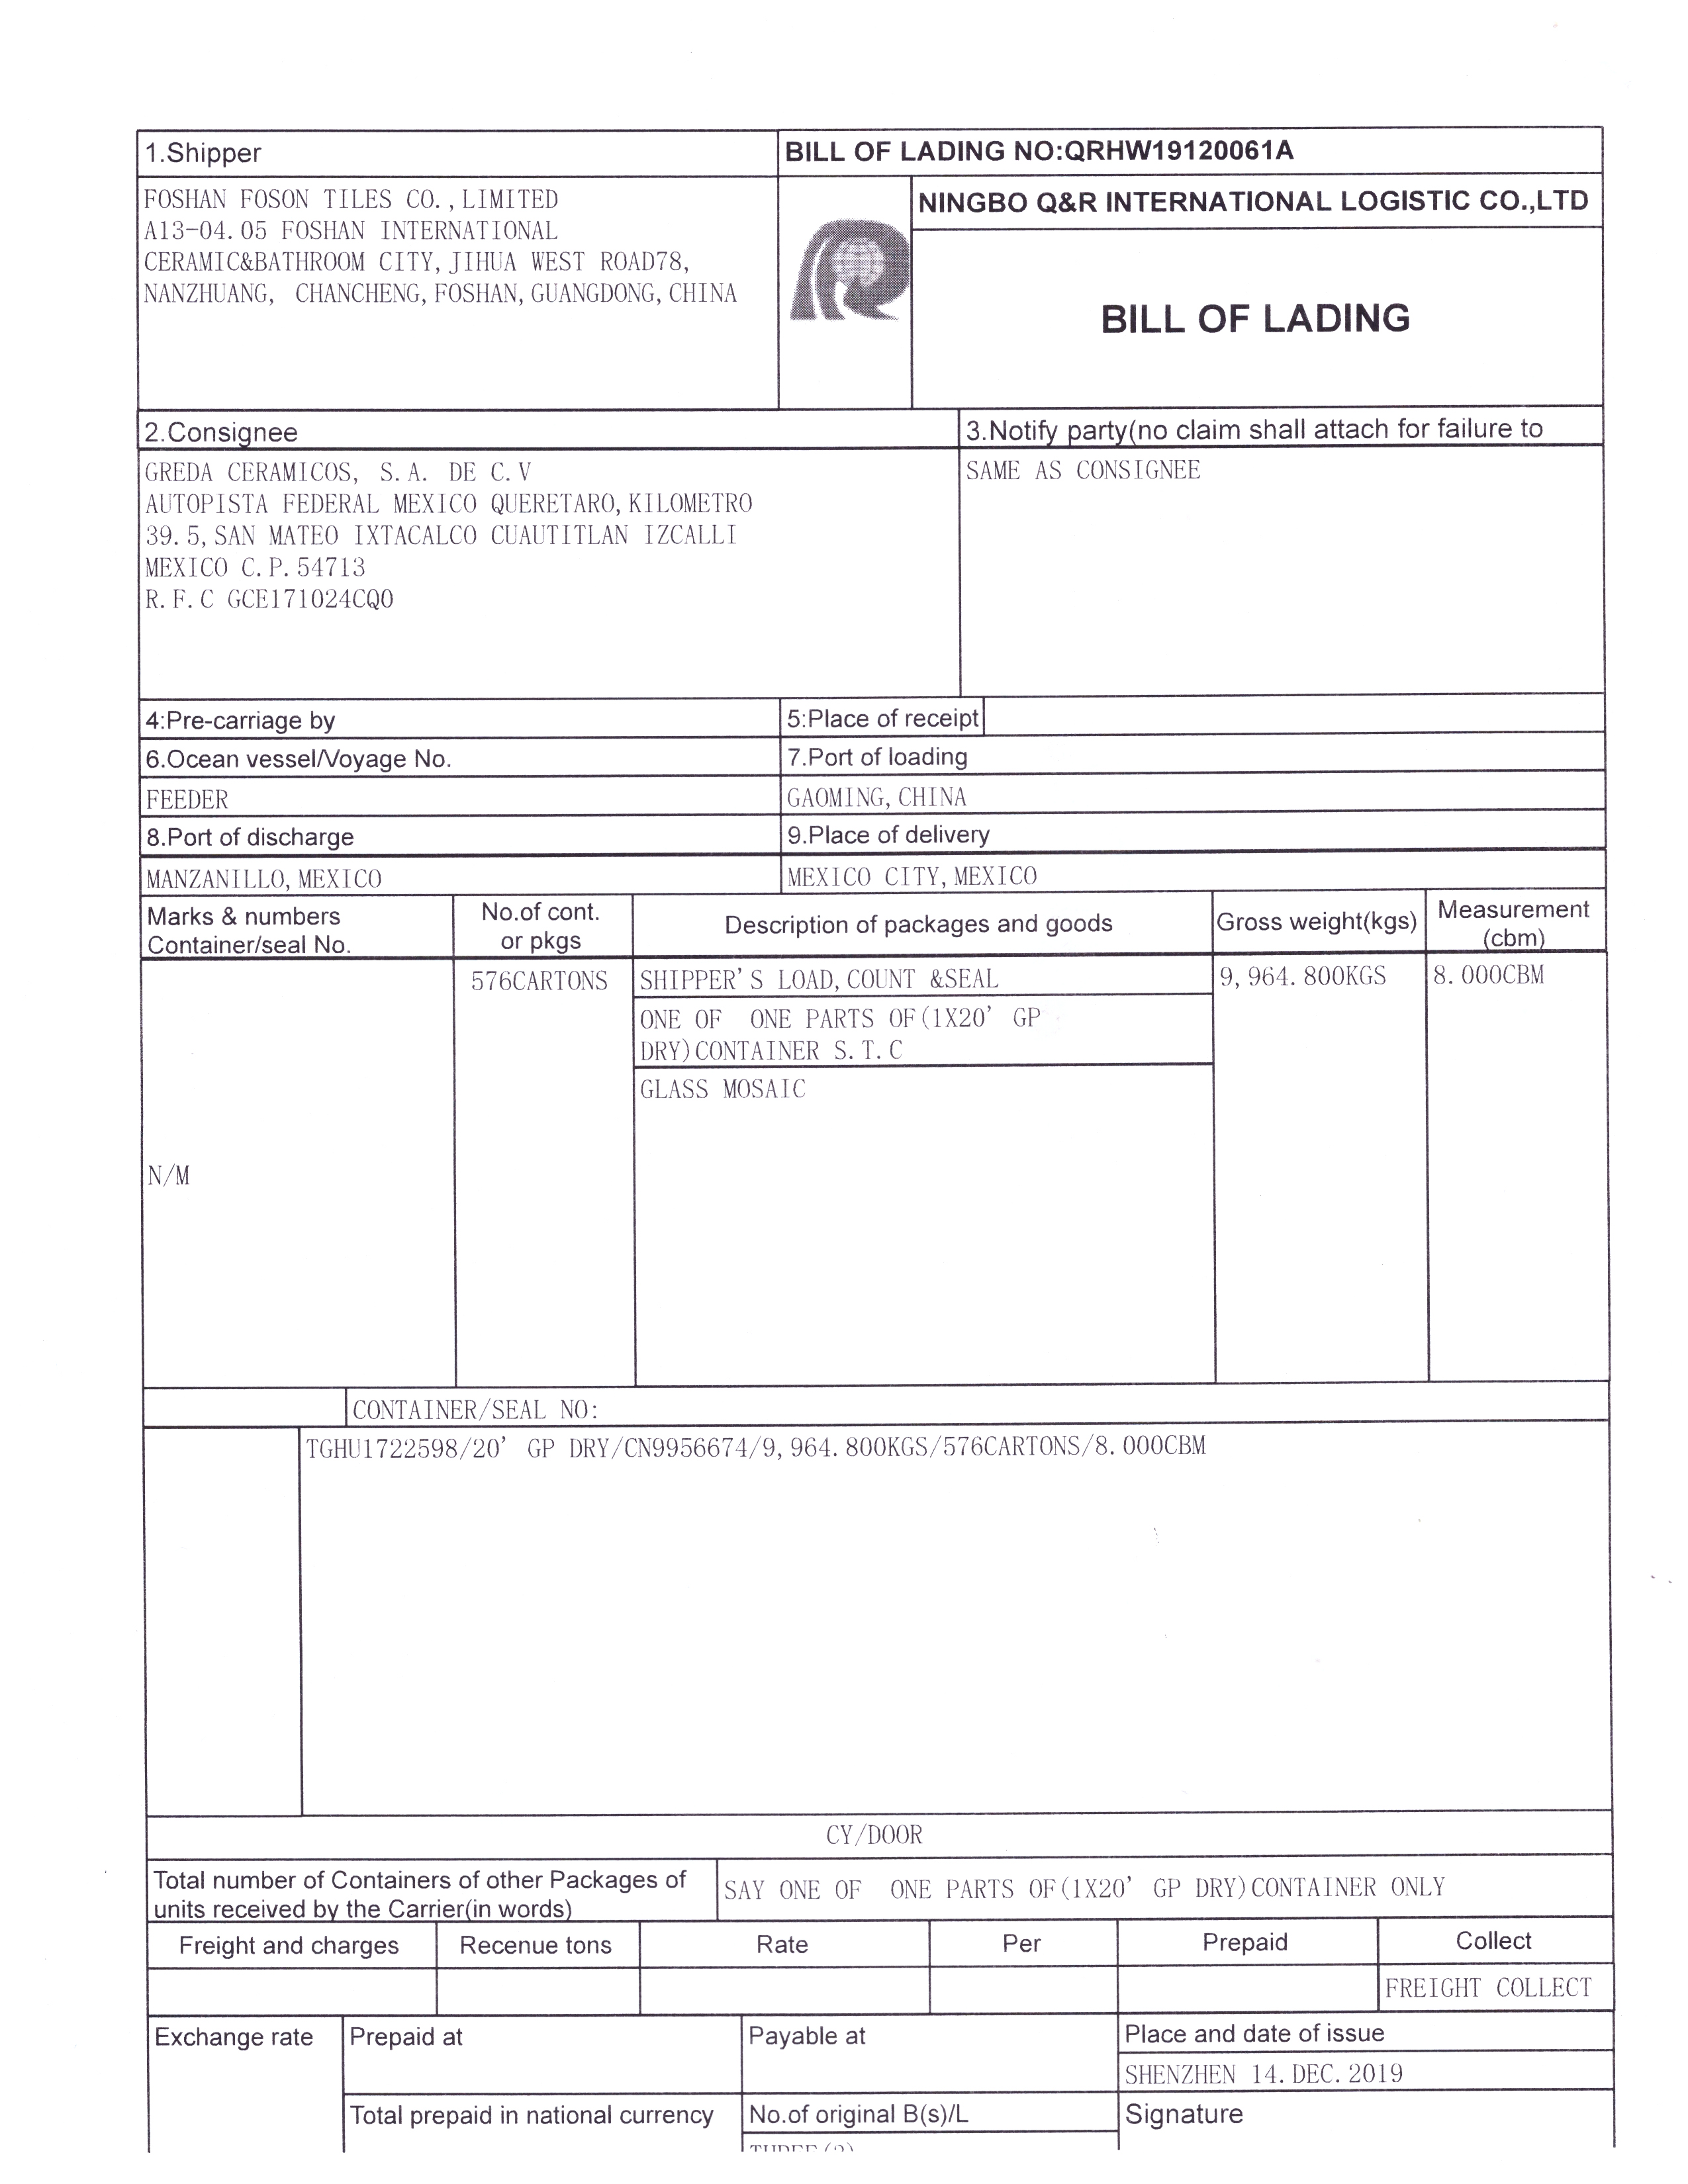 1.Shipper
BILL OF LADING NO:QRHW19120061A
FOSHAN FOSON TILES CO.,LIMITED
A13-04.05 FOSHAN INTERNATIONAL
CERAMIC&BATHROOM CITY,JIHUA WEST ROAD78,
NANZHUANG, CHANCHENG,FOSHAN,GUANGDONG,CHINA
NINGBO Q&R INTERNATIONAL LOGISTIC CO.,LTD
BILL OF LADING
2.Consignee
3.Notify party(no claim shall attach for failure to
GREDA CERAMICOS, S.A. DE C.V
AUTOPISTA FEDERAL MEXICO QUERETARO,KILOMETRO
39.5,SAN MATEO IXTACALCO CUAUTITLAN IZCALLI
MEXICO C.P.54713
R.F.C GCE171024CQ0
SAME AS CONSIGNEE
4:Pre-carriage by
5:Place of receipt
6.Ocean vessel/Voyage No.
7.Port of loading
FEEDER
GAOMING,CHINA
8.Port of discharge
9.Place of delivery
MANZANILLO,MEXICO
MEXICO CITY,MEXICO
Marks & numbers
Container/seal No.
No.of cont.
or pkgs
Description of packages and goods
Gross weight(kgs)
Measurement
(cbm)
N/M
576CARTONS
SHIPPER'S LOAD,COUNT &SEAL
ONE OF ONE PARTS OF(1X20' GP
DRY)CONTAINER S.T.C
GLASS MOSAIC
9,964.800KGS
8.000CBM
CONTAINER/SEAL NO:
TGHU1722598/20' GP DRY/CN9956674/9,964.800KGS/576CARTONS/8.000CBM
CY/DOOR
Total number of Containers of other Packages of
units received by the Carrier(in words)
SAY ONE OF ONE PARTS OF(1X20' GP DRY)CONTAINER ONLY
Freight and charges
Recenue tons
Rate
Per
Prepaid
Collect
FREIGHT COLLECT
Exchange rate
Prepaid at
Payable at
Place and date of issue
SHENZHEN 14.DEC.2019
Total prepaid in national currency
No.of original B(s)/L
Signature